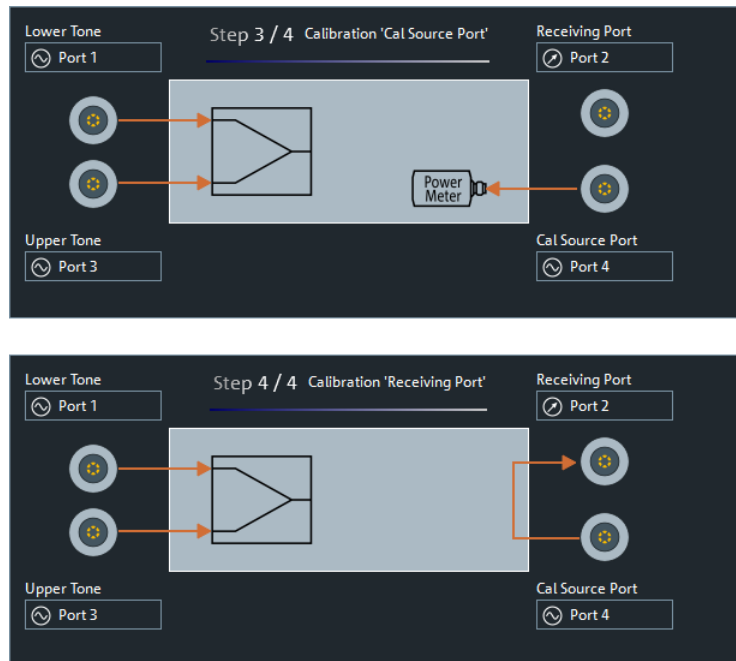 Lower Tone
Step 3 / 4 Calibration 'Cal Source Port'
Receiving Port
Port 1
Port 2
Power
Meter
Upper Tone
Cal Source Port
Port 3
Port 4
Lower Tone
Step 4 / 4 Calibration 'Receiving Port'
Receiving Port
Port 1
Port 2
Upper Tone
Cal Source Port
Port 3
Port 4